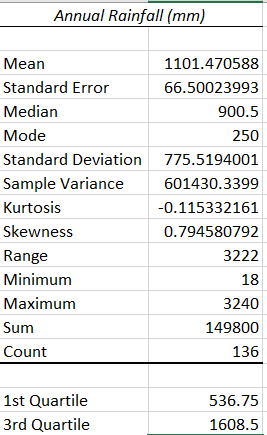 Annual Rainfall (mm)
Mean 1101.470588
Standard Error 66.50023993
Median 900.5
Mode 250
Standard Deviation 775.5194001
Sample Variance 601430.3399
Kurtosis -0.115332161
Skewness 0.794580792
Range 3222
Minimum 18
Maximum 3240
Sum 149800
Count 136
1st Quartile 536.75
3rd Quartile 1608.5